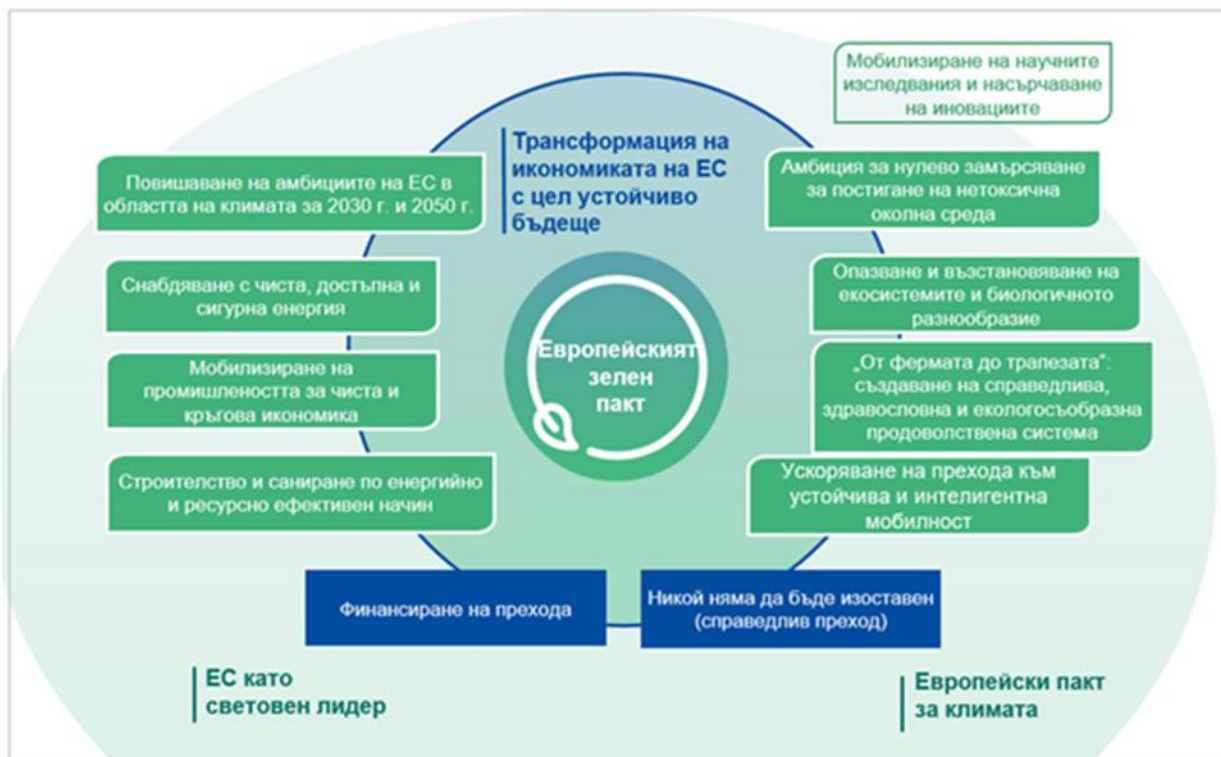 Мобилизиране на научните
изследвания и насърчаване
на иновациите
Трансформация на
икономиката на ЕС
с цел устойчиво
бъдеще
Повишаване на амбициите на ЕС в
областта на климата за 2030 г. и 2050 г.
Снабдяване с чиста, достъпна и
сигурна енергия
Мобилизиране на
промишлеността за чиста и
кръгова икономика
Строителство и саниране по енергийно
и ресурсно ефективен начин
Европейският
зелен
пакт
Амбиция за нулево замърсяване
за постигане на нетоксична
околна среда
Опазване и възстановяване на
екосистемите и биологичното
разнообразие
„От фермата до трапезата“:
създаване на справедлива,
здравословна и екологосъобразна
продоволствена система
Ускоряване на прехода към
устойчива и интелигентна
мобилност
Финансиране на прехода
Никой няма да бъде изоставен
(справедлив преход)
ЕС като
световен лидер
Европейски пакт
за климата